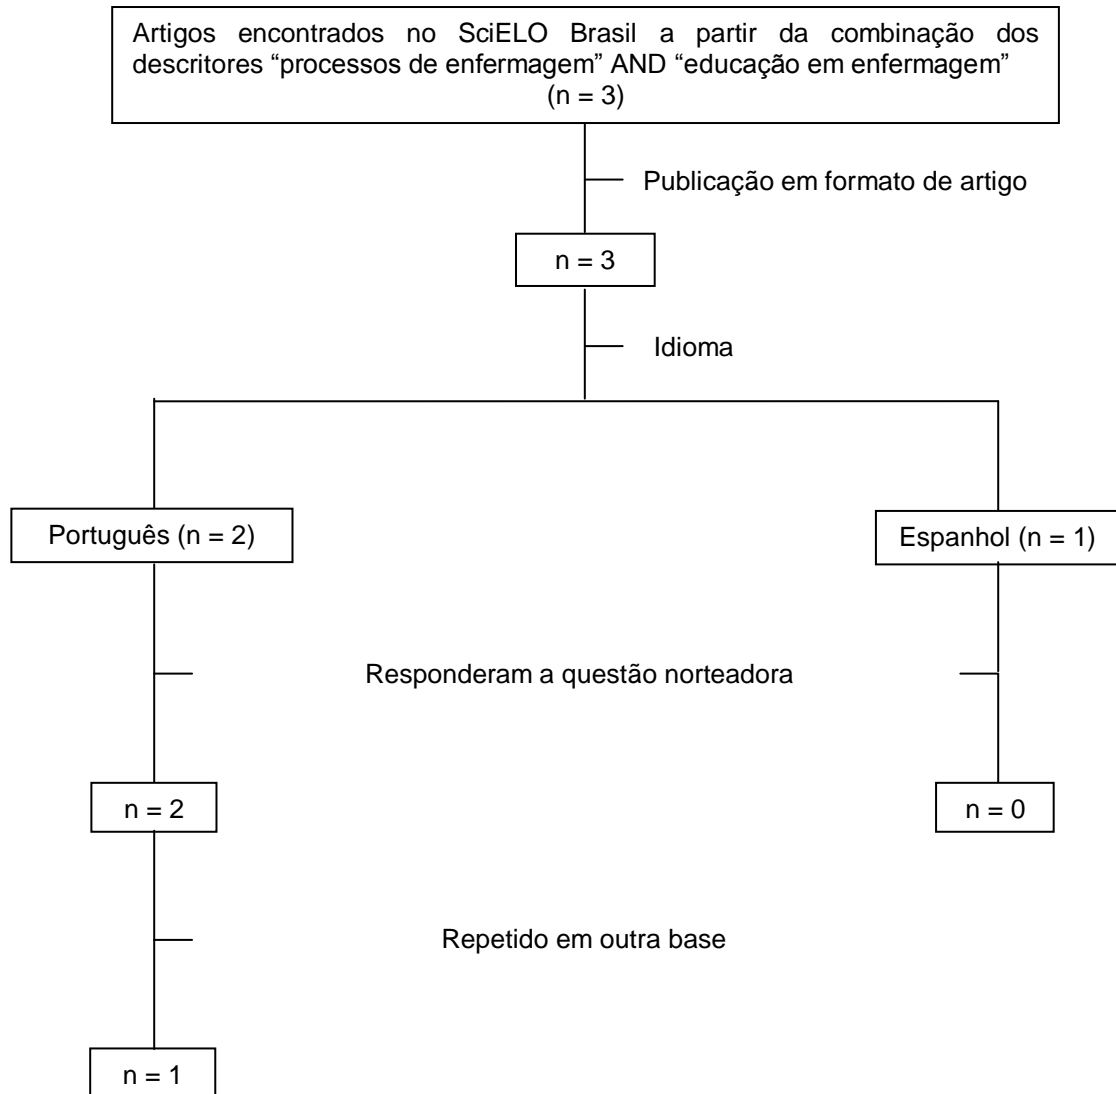 Artigos encontrados no SciELO Brasil a partir da combinação dos
descritores “processos de enfermagem” AND “educação em enfermagem”
(n = 3)
Publicação em formato de artigo
n = 3
Idioma
Português (n = 2)
Espanhol (n = 1)
Responderam a questão norteadora
n = 2
n = 0
Repetido em outra base
n = 1